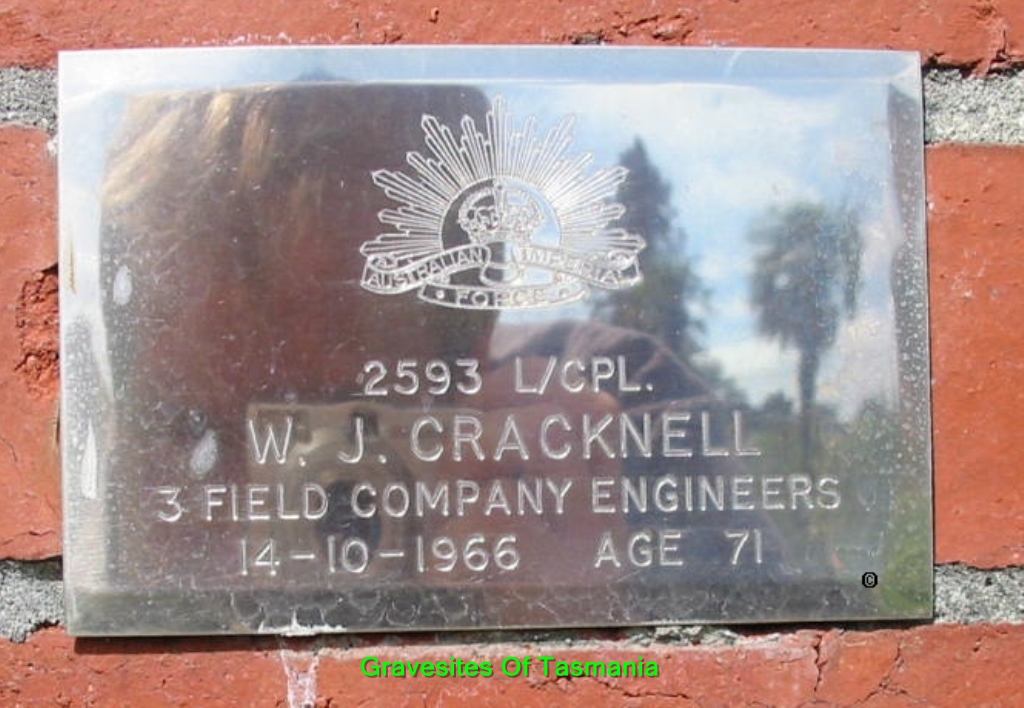 AUSTRALIAN IMPERIAL
FORCE
2593 L/CPL.
W. J. CRACKNELL
3 FIELD COMPANY ENGINEERS
14-10-1966 AGE 71
©
Gravesites Of Tasmania